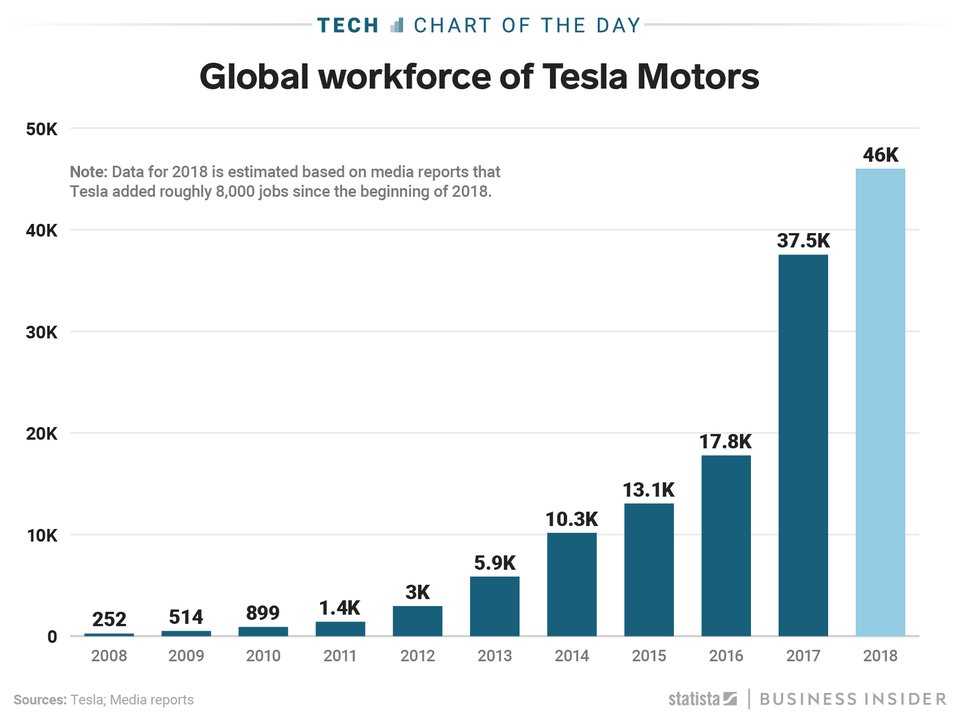 TECH CHART OF THE DAY
Global workforce of Tesla Motors
50K
Note: Data for 2018 is estimated based on media reports that
Tesla added roughly 8,000 jobs since the beginning of 2018.
46K
40K
37.5K
30K
20K
17.8K
13.1K
10K
10.3K
5.9K
3K
1.4K
899
514
252
0
2008 2009 2010 2011 2012 2013 2014 2015 2016 2017 2018
Sources: Tesla; Media reports
statista | BUSINESS INSIDER